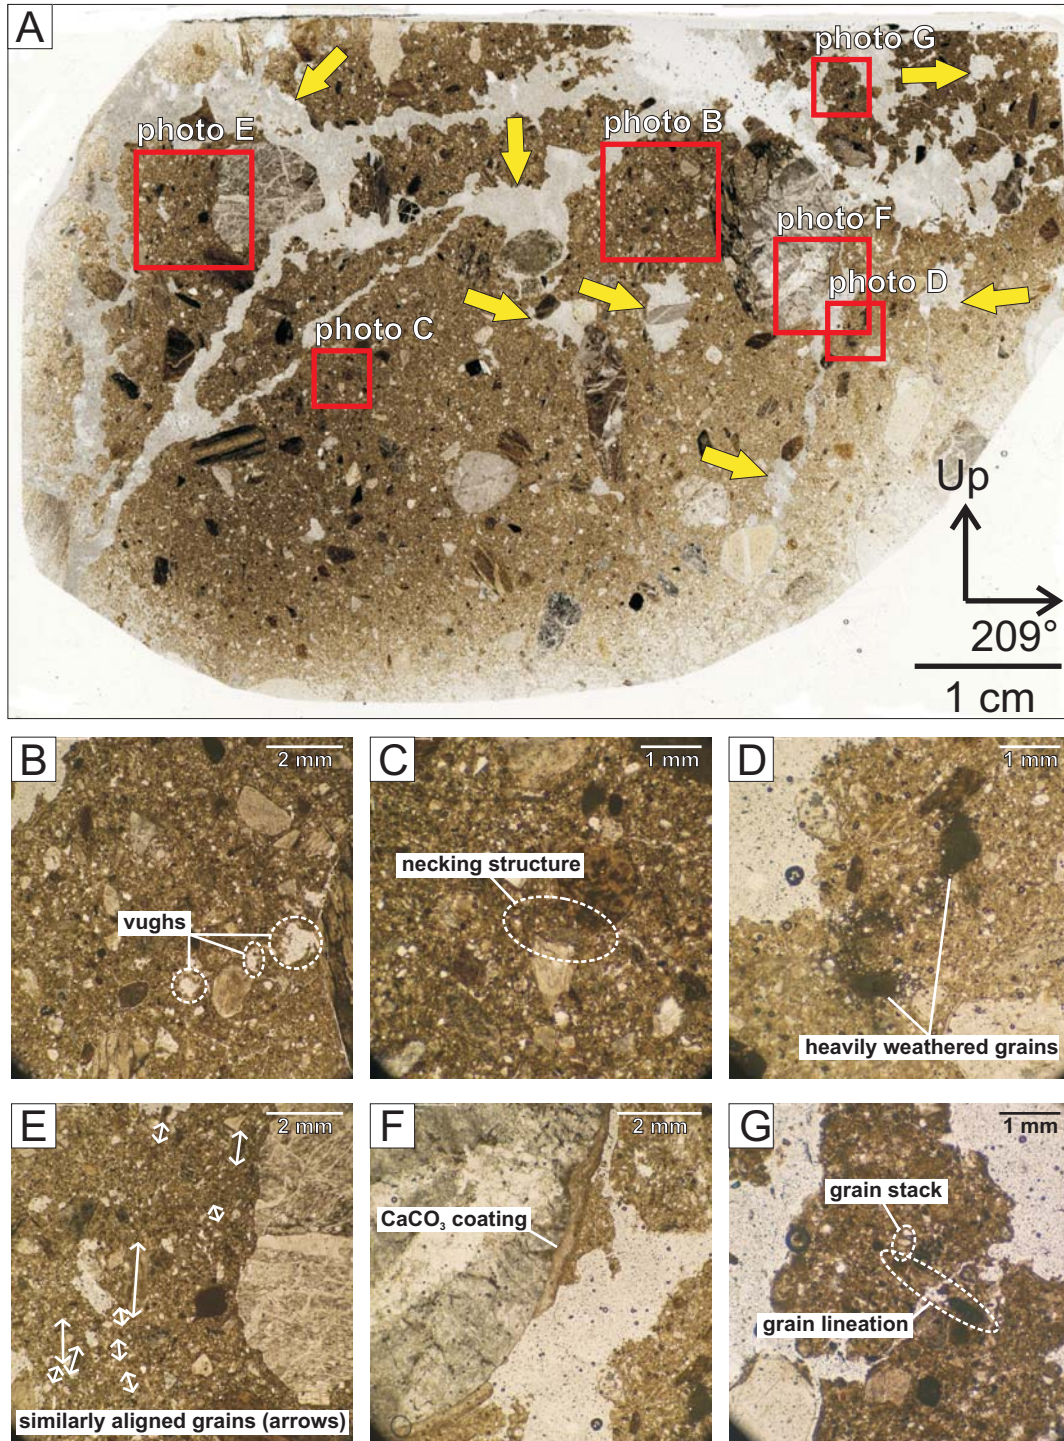 A
photo G
photo E
photo B
photo F
photo D
photo C
Up
209°
1 cm
B
2 mm
vughs
C
1 mm
necking structure
D
1 mm
heavily weathered grains
E
2 mm
similarly aligned grains (arrows)
F
2 mm
CaCO₃ coating
G
1 mm
grain stack
grain lineation